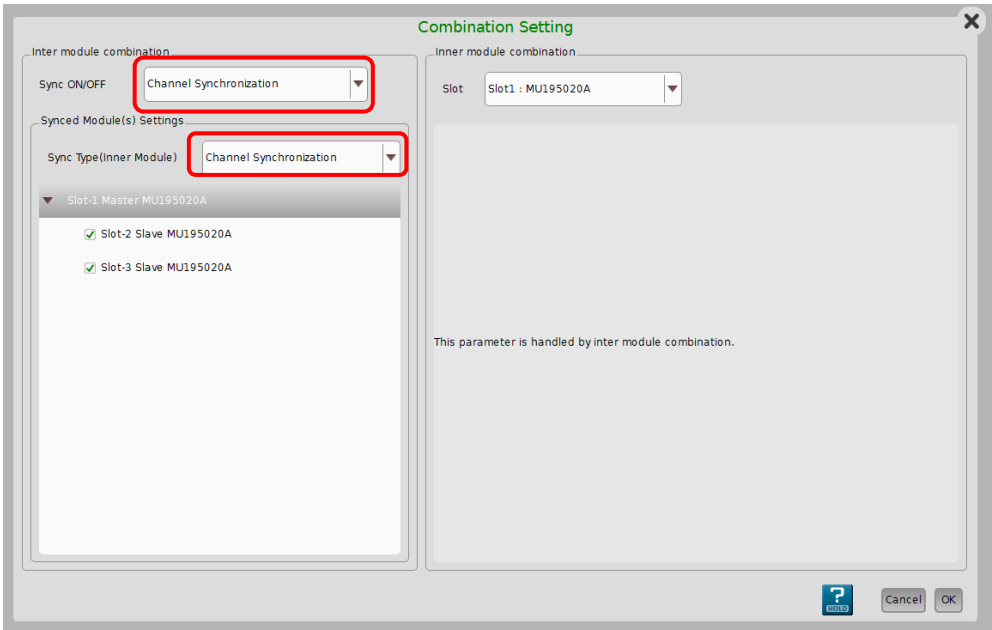 Combination Setting
Inter module combination
Sync ON/OFF
Channel Synchronization
Synced Module(s) Settings
Sync Type(Inner Module)
Channel Synchronization
Slot-1 Master MU195020A
Slot-2 Slave MU195020A
Slot-3 Slave MU195020A
Inner module combination
Slot
Slot1 : MU195020A
This parameter is handled by inter module combination.
?
HOLD
Cancel
OK